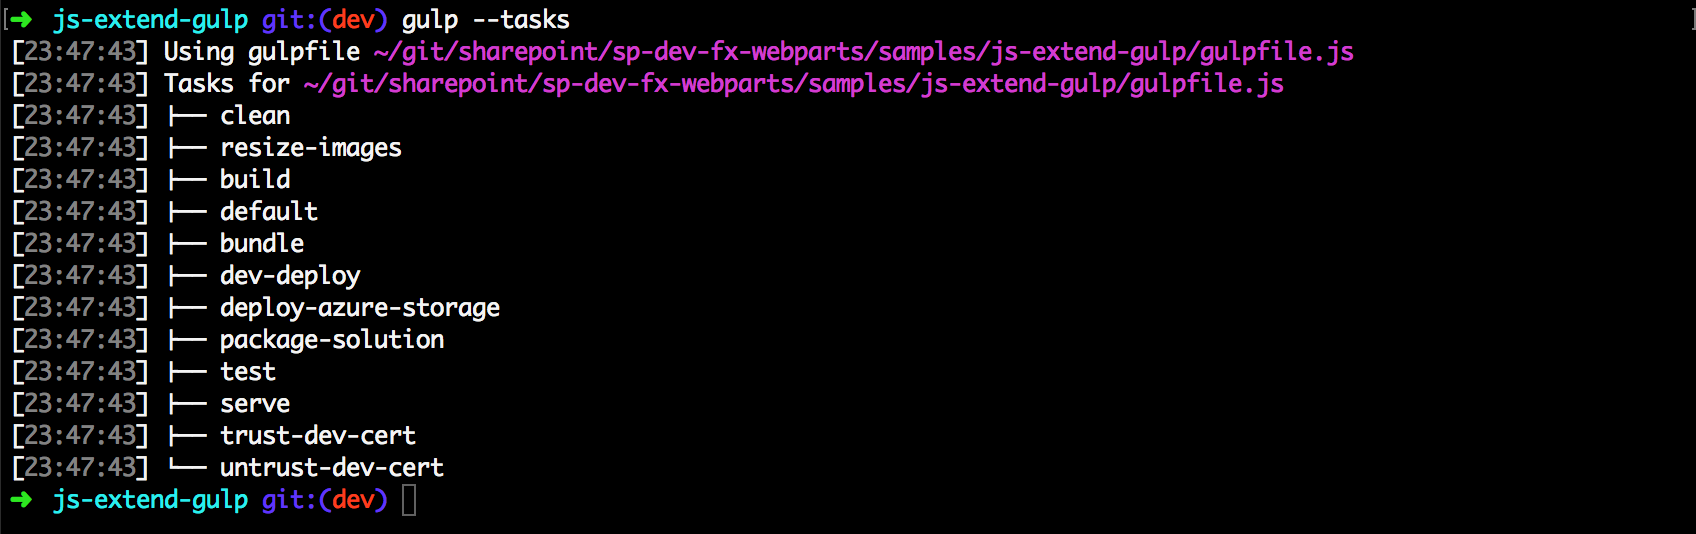 ➜ js-extend-gulp git:(dev) gulp --tasks
[23:47:43] Using gulpfile ~/git/sharepoint/sp-dev-fx-webparts/samples/js-extend-gulp/gulpfile.js
[23:47:43] Tasks for ~/git/sharepoint/sp-dev-fx-webparts/samples/js-extend-gulp/gulpfile.js
[23:47:43] ├── clean
[23:47:43] ├── resize-images
[23:47:43] ├── build
[23:47:43] ├── default
[23:47:43] ├── bundle
[23:47:43] ├── dev-deploy
[23:47:43] ├── deploy-azure-storage
[23:47:43] ├── package-solution
[23:47:43] ├── test
[23:47:43] ├── serve
[23:47:43] ├── trust-dev-cert
[23:47:43] └── untrust-dev-cert
➜ js-extend-gulp git:(dev)